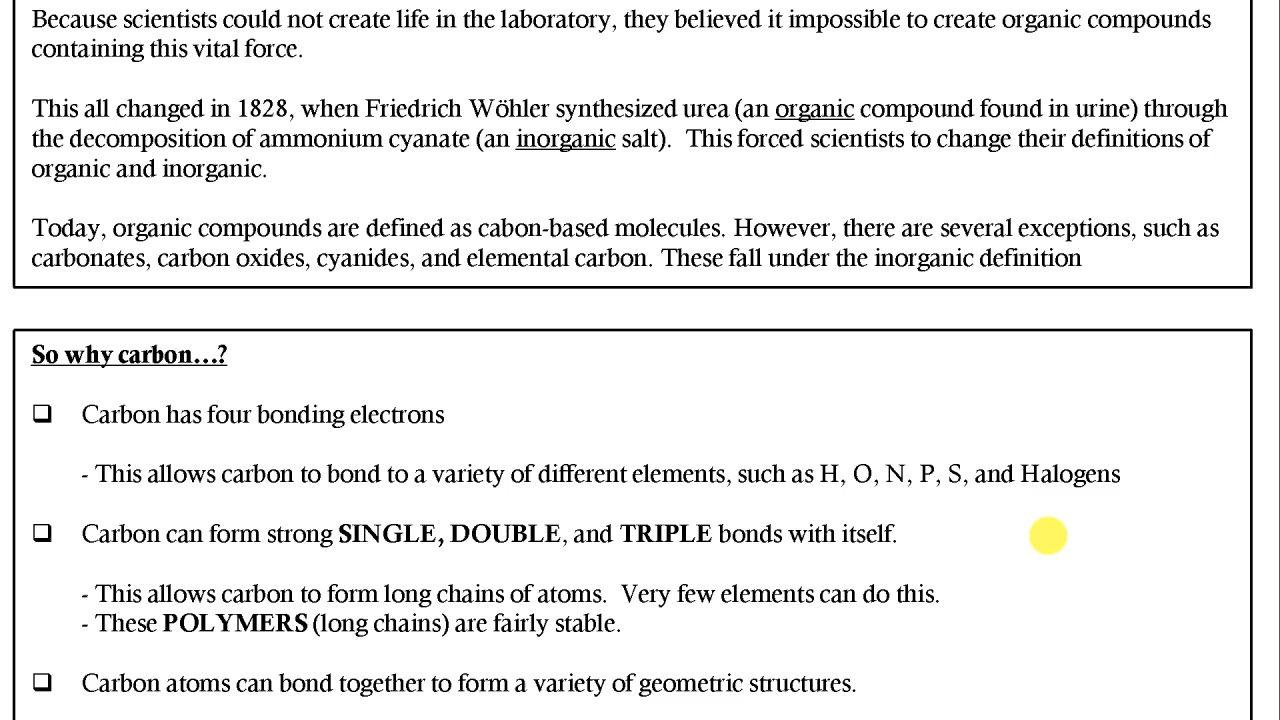 Because scientists could not create life in the laboratory, they believed it impossible to create organic compounds
containing this vital force.
This all changed in 1828, when Friedrich Wöhler synthesized urea (an organic compound found in urine) through
the decomposition of ammonium cyanate (an inorganic salt).  This forced scientists to change their definitions of
organic and inorganic.
Today, organic compounds are defined as cabon-based molecules. However, there are several exceptions, such as
carbonates, carbon oxides, cyanides, and elemental carbon. These fall under the inorganic definition
So why carbon…?
❑ Carbon has four bonding electrons
- This allows carbon to bond to a variety of different elements, such as H, O, N, P, S, and Halogens
❑ Carbon can form strong SINGLE, DOUBLE, and TRIPLE bonds with itself.
- This allows carbon to form long chains of atoms.  Very few elements can do this.
- These POLYMERS (long chains) are fairly stable.
❑ Carbon atoms can bond together to form a variety of geometric structures.